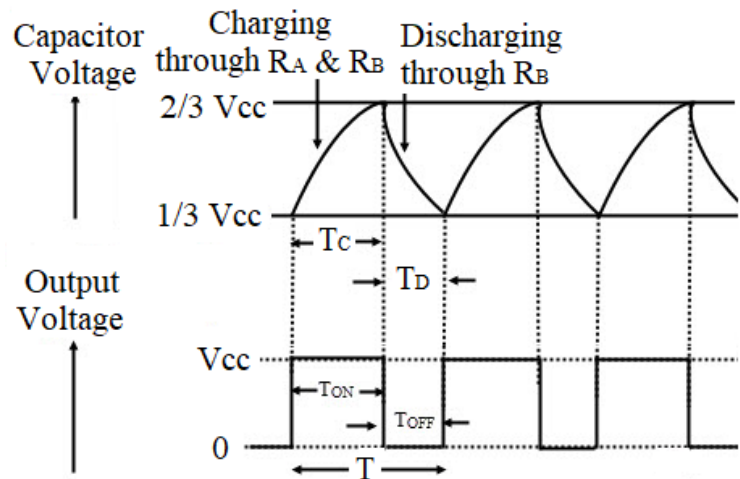 Capacitor
Voltage
Charging
through RA & RB
Discharging
through RB
2/3 Vcc
1/3 Vcc
TC
TD
Output
Voltage
Vcc
TON
TOFF
0
T